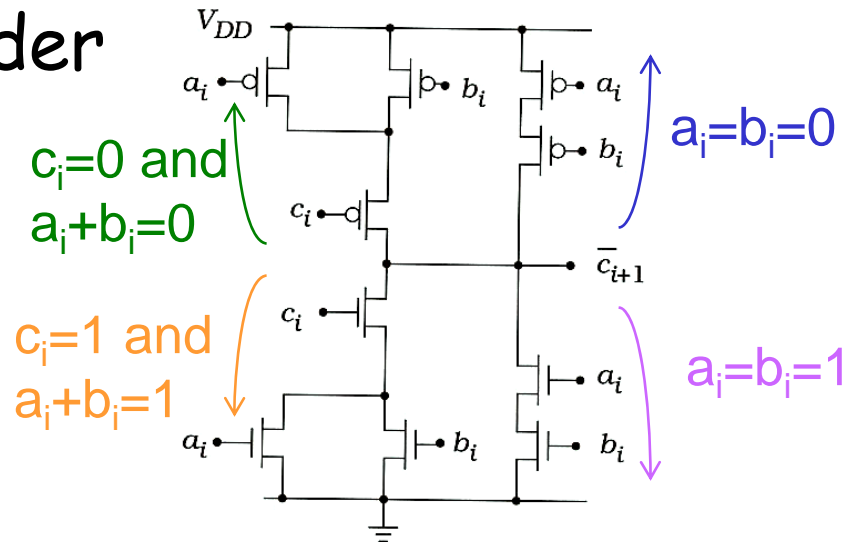 der
V_DD
a_i
b_i
a_i
b_i
c_i=0 and
a_i+b_i=0
a_i=b_i=0
c_i
c̅_i+1
c_i
c_i=1 and
a_i+b_i=1
a_i
a_i=b_i=1
a_i
b_i
b_i